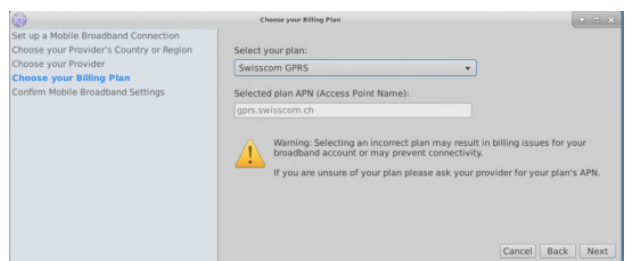 Choose your Billing Plan
Set up a Mobile Broadband Connection
Choose your Provider's Country or Region
Choose your Provider
Choose your Billing Plan
Confirm Mobile Broadband Settings
Select your plan:
Swisscom GPRS
Selected plan APN (Access Point Name):
gprs.swisscom.ch
Warning: Selecting an incorrect plan may result in billing issues for your
broadband account or may prevent connectivity.
If you are unsure of your plan please ask your provider for your plan's APN.
Cancel Back Next